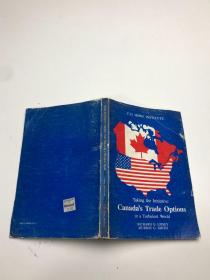 C.D. HOWE INSTITUTE
Taking the Initiative:
Canada's Trade Options
in a Turbulent World
RICHARD G. LIPSEY
MURRAY G. SMITH